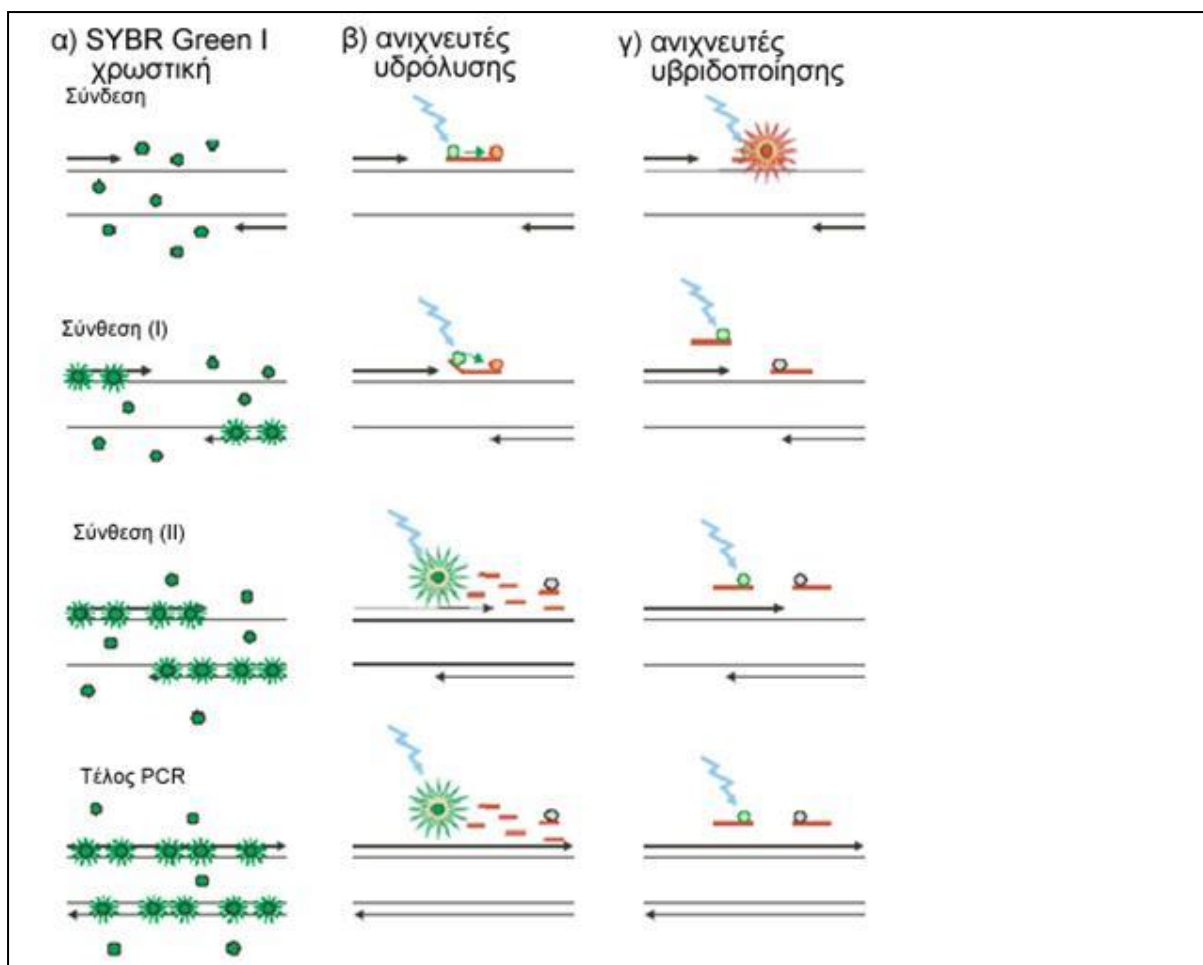 α) SYBR Green I
χρωστική
β) ανιχνευτές
υδρόλυσης
γ) ανιχνευτές
υβριδοποίησης
Σύνδεση
Σύνθεση (I)
Σύνθεση (II)
Τέλος PCR